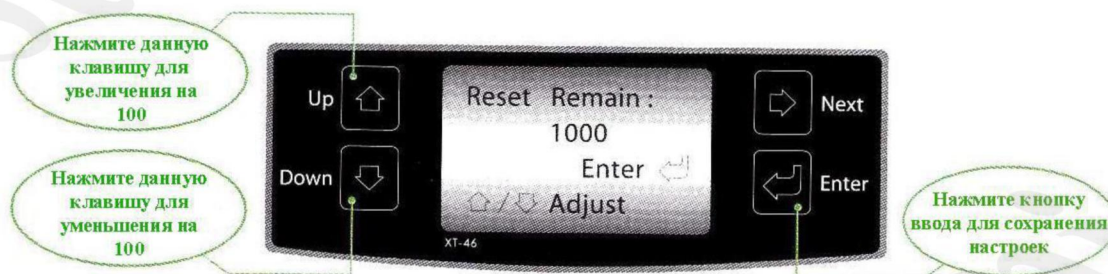 Нажмите данную
клавишу для
увеличения на
100
Up
Reset Remain :
1000
Enter
Adjust
Next
Down
Enter
Нажмите данную
клавишу для
уменьшения на
100
XT-46
Нажмите кнопку
ввода для сохранения
настроек